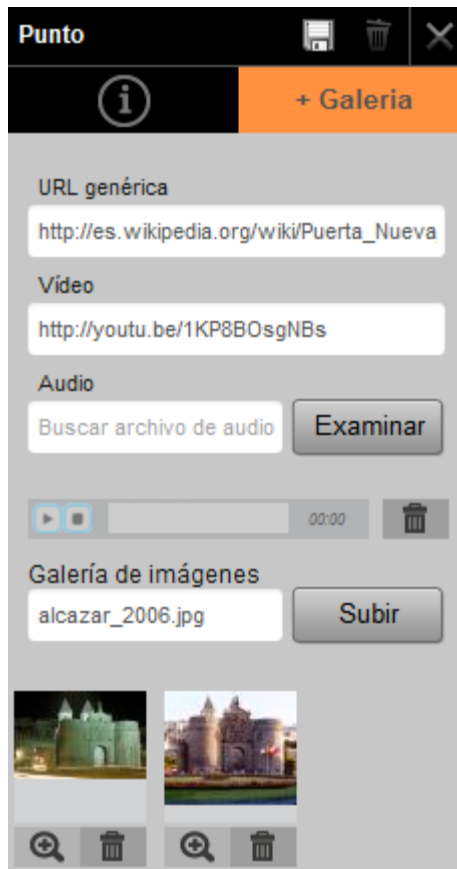 Punto
+ Galeria
URL genérica
http://es.wikipedia.org/wiki/Puerta_Nueva
Vídeo
http://youtu.be/1KP8BOsgNBs
Audio
Buscar archivo de audio
Examinar
00:00
Galería de imágenes
alcazar_2006.jpg
Subir